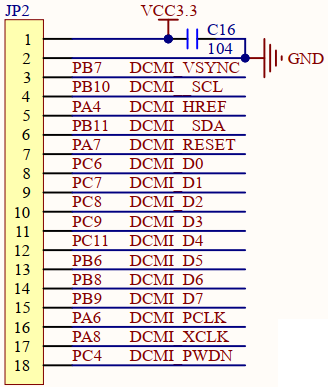 JP2 VCC3.3
C16
1
104
2 GND
3 PB7 DCMI_VSYNC
4 PB10 DCMI_SCL
5 PA4 DCMI_HREF
6 PB11 DCMI_SDA
7 PA7 DCMI_RESET
8 PC6 DCMI_D0
9 PC7 DCMI_D1
10 PC8 DCMI_D2
11 PC9 DCMI_D3
12 PC11 DCMI_D4
13 PB6 DCMI_D5
14 PB8 DCMI_D6
15 PB9 DCMI_D7
16 PA6 DCMI_PCLK
17 PA8 DCMI_XCLK
18 PC4 DCMI_PWDN